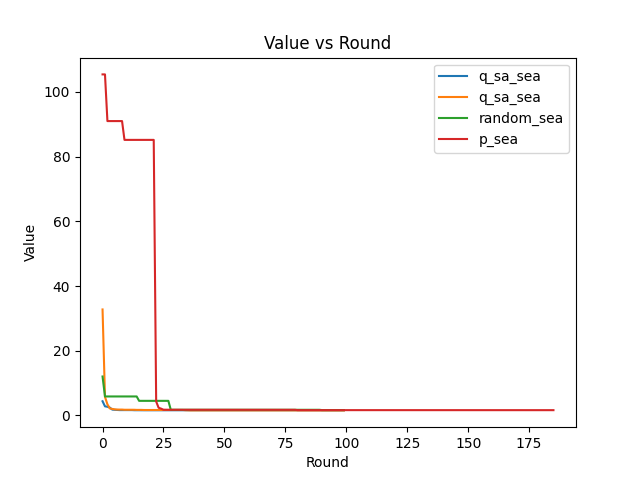 Value vs Round
q_sa_sea
q_sa_sea
random_sea
p_sea
Value
100
80
60
40
20
0
0 25 50 75 100 125 150 175
Round